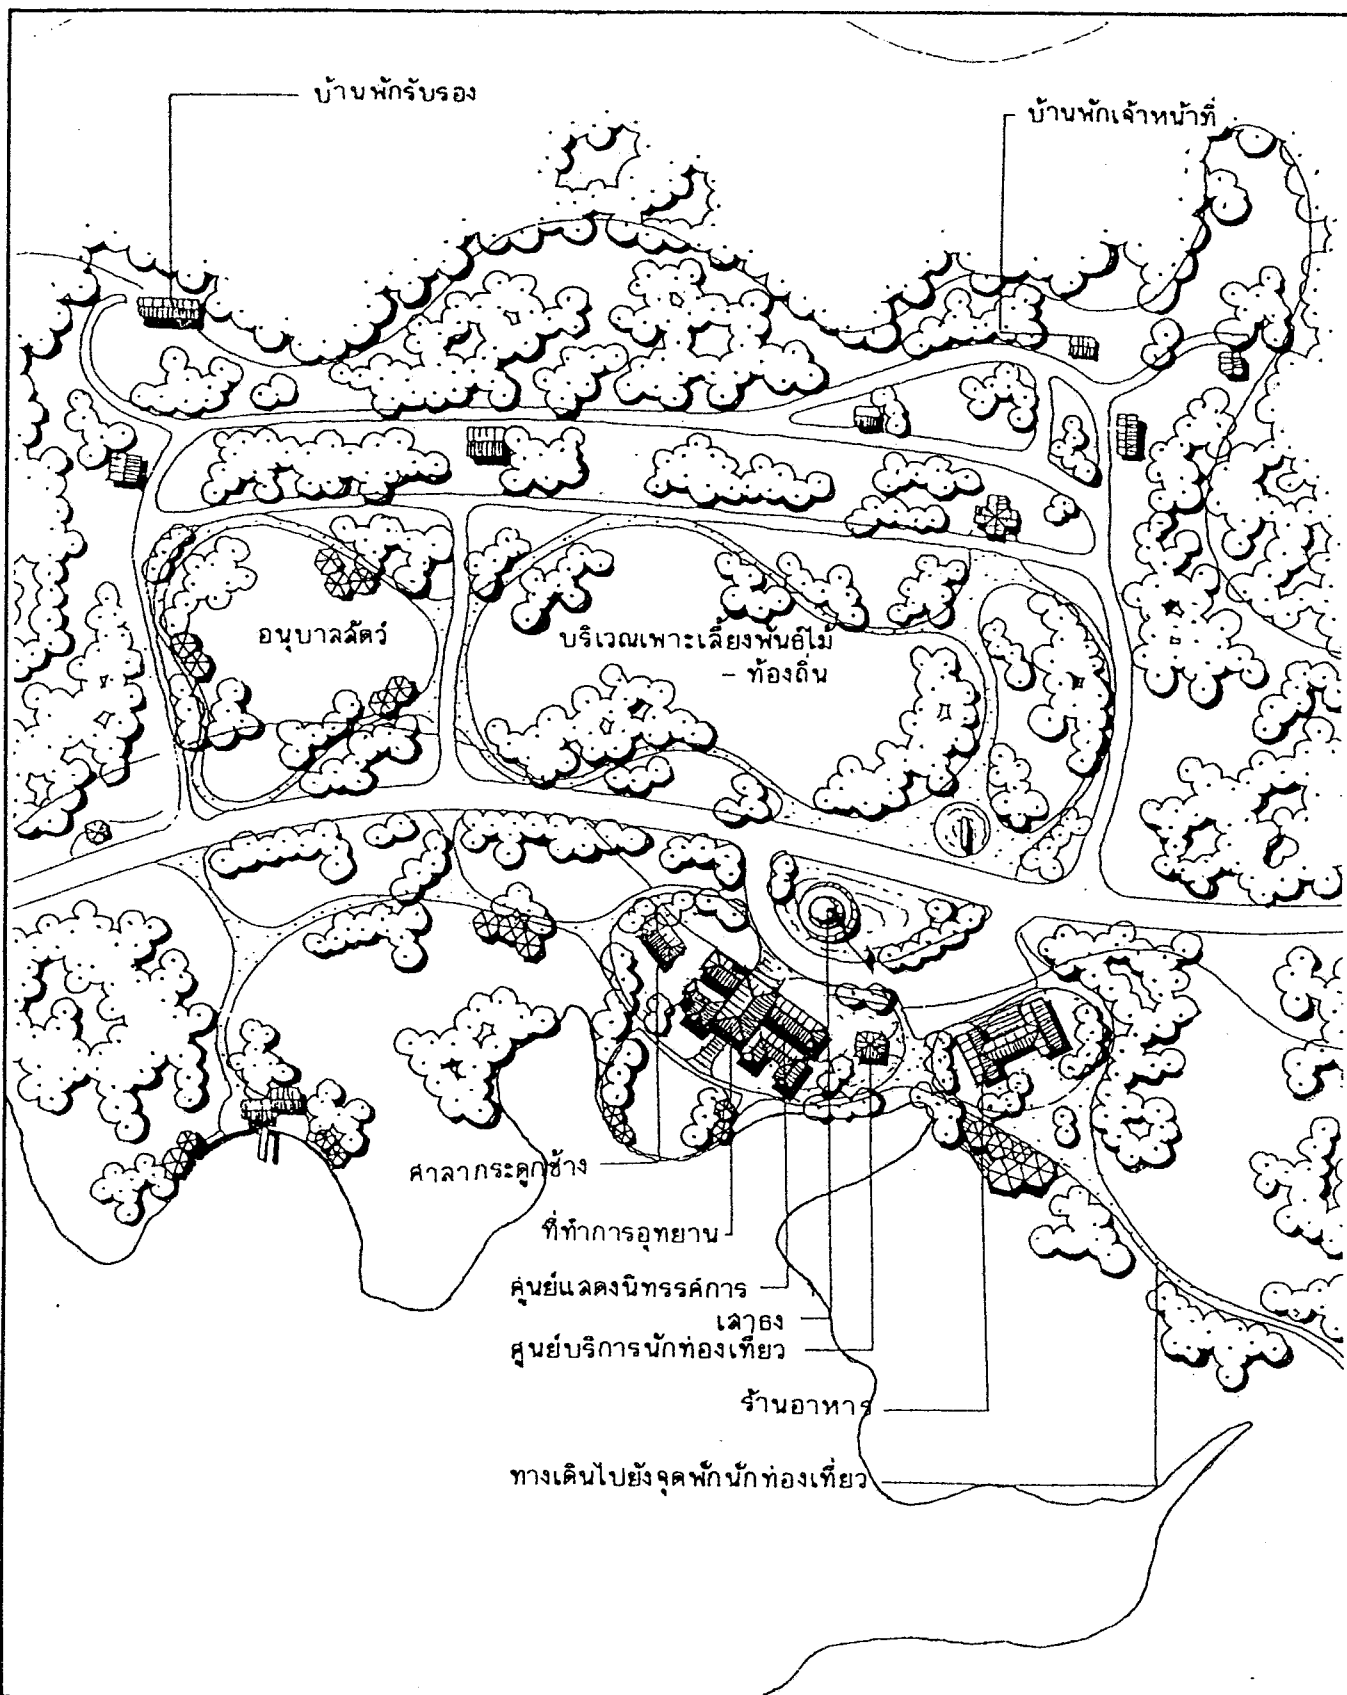 บ้านพักรับรอง
บ้านพักเจ้าหน้าที่
อนุบาลสัตว์
บริเวณเพาะเลี้ยงพันธุ์ไม้
- ท้องถิ่น
ศาลากระดูกช้าง
ที่ทำการอุทยาน
ศูนย์แสดงนิทรรศการ
เสาธง
ศูนย์บริการนักท่องเที่ยว
ร้านอาหาร
ทางเดินไปยังจุดพักนักท่องเที่ยว